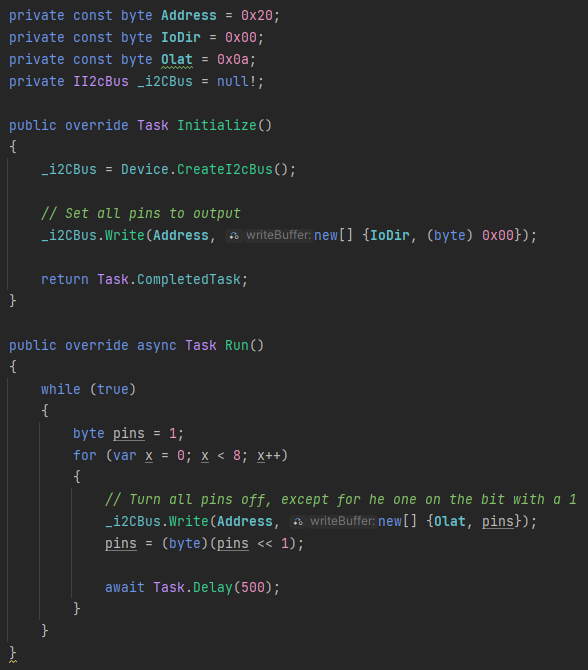 private const byte Address = 0x20;
private const byte IoDir = 0x00;
private const byte Olat = 0x0a;
private II2cBus _i2CBus = null!;

public override Task Initialize()
{
    _i2CBus = Device.CreateI2cBus();

    // Set all pins to output
    _i2CBus.Write(Address, writeBuffer:new[] {IoDir, (byte) 0x00});

    return Task.CompletedTask;
}

public override async Task Run()
{
    while (true)
    {
        byte pins = 1;
        for (var x = 0; x < 8; x++)
        {
            // Turn all pins off, except for he one on the bit with a 1
            _i2CBus.Write(Address, writeBuffer:new[] {Olat, pins});
            pins = (byte)(pins << 1);

            await Task.Delay(500);
        }
    }
}